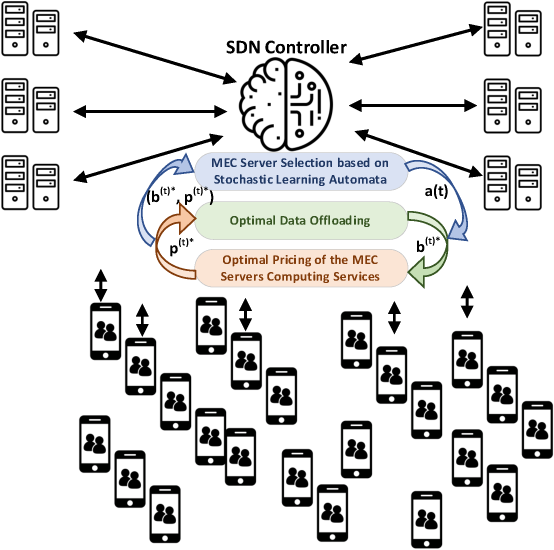 SDN Controller
MEC Server Selection based on
Stochastic Learning Automata
(b^(t)*, p^(t)*)
a(t)
Optimal Data Offloading
p^(t)*
b^(t)*
Optimal Pricing of the MEC
Servers Computing Services